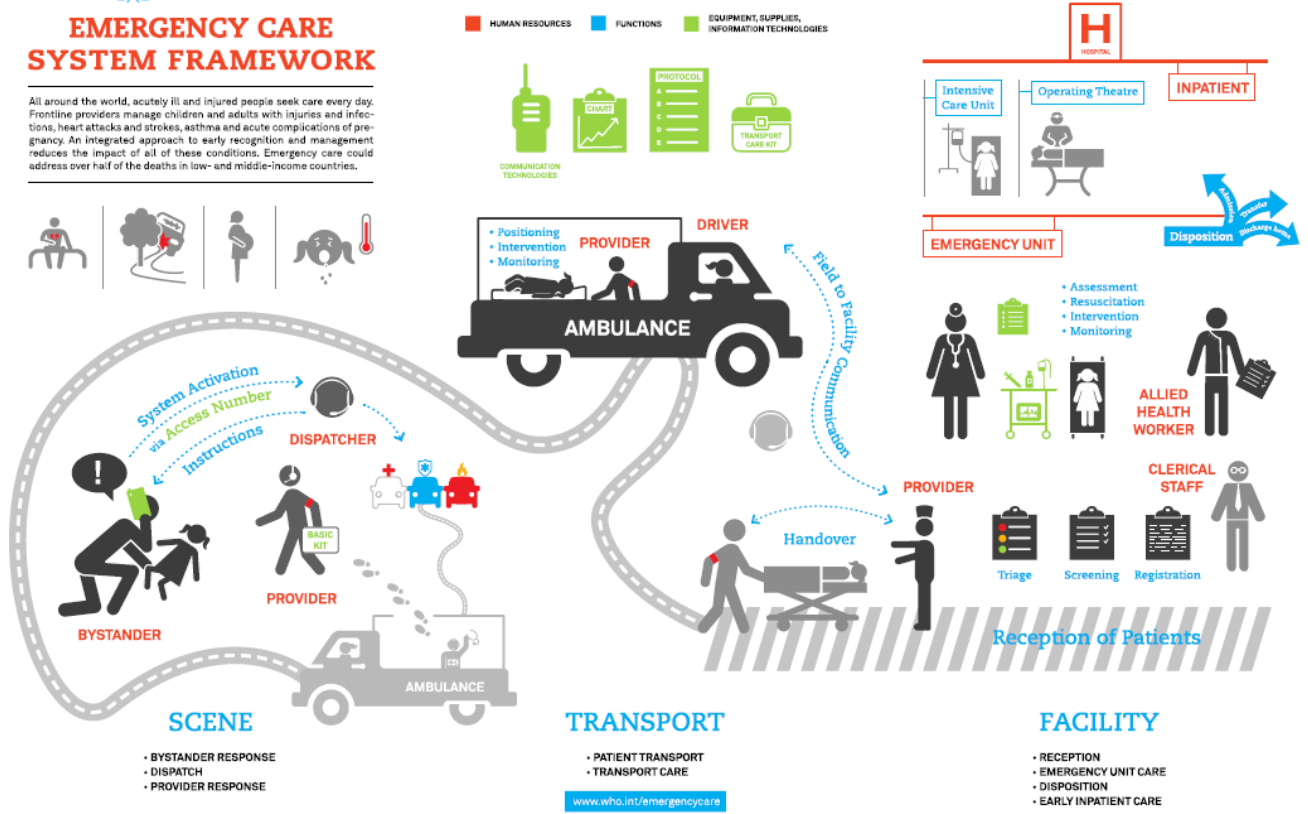 EMERGENCY CARE
SYSTEM FRAMEWORK
All around the world, acutely ill and injured people seek care every day.
Frontline providers manage children and adults with injuries and infec-
tions, heart attacks and strokes, asthma and acute complications of pre-
gnancy. An integrated approach to early recognition and management
reduces the impact of all of these conditions. Emergency care could
address over half of the deaths in low- and middle-income countries.
HUMAN RESOURCES
FUNCTIONS
EQUIPMENT, SUPPLIES,
INFORMATION TECHNOLOGIES
COMMUNICATION
TECHNOLOGIES
CHART
PROTOCOL
A
B
C
D
E
TRANSPORT
CARE KIT
H
HOSPITAL
INPATIENT
Intensive
Care Unit
Operating Theatre
EMERGENCY UNIT
Disposition
Admission
Transfer
Discharge home
• Positioning
• Intervention
• Monitoring
PROVIDER
DRIVER
AMBULANCE
Field to Facility Communication
• Assessment
• Resuscitation
• Intervention
• Monitoring
ALLIED
HEALTH
WORKER
CLERICAL
STAFF
System Activation
via Access Number
Instructions
DISPATCHER
!
BASIC
KIT
PROVIDER
BYSTANDER
AMBULANCE
PROVIDER
Handover
Triage
Screening
Registration
Reception of Patients
SCENE
• BYSTANDER RESPONSE
• DISPATCH
• PROVIDER RESPONSE
TRANSPORT
• PATIENT TRANSPORT
• TRANSPORT CARE
www.who.int/emergencycare
FACILITY
• RECEPTION
• EMERGENCY UNIT CARE
• DISPOSITION
• EARLY INPATIENT CARE